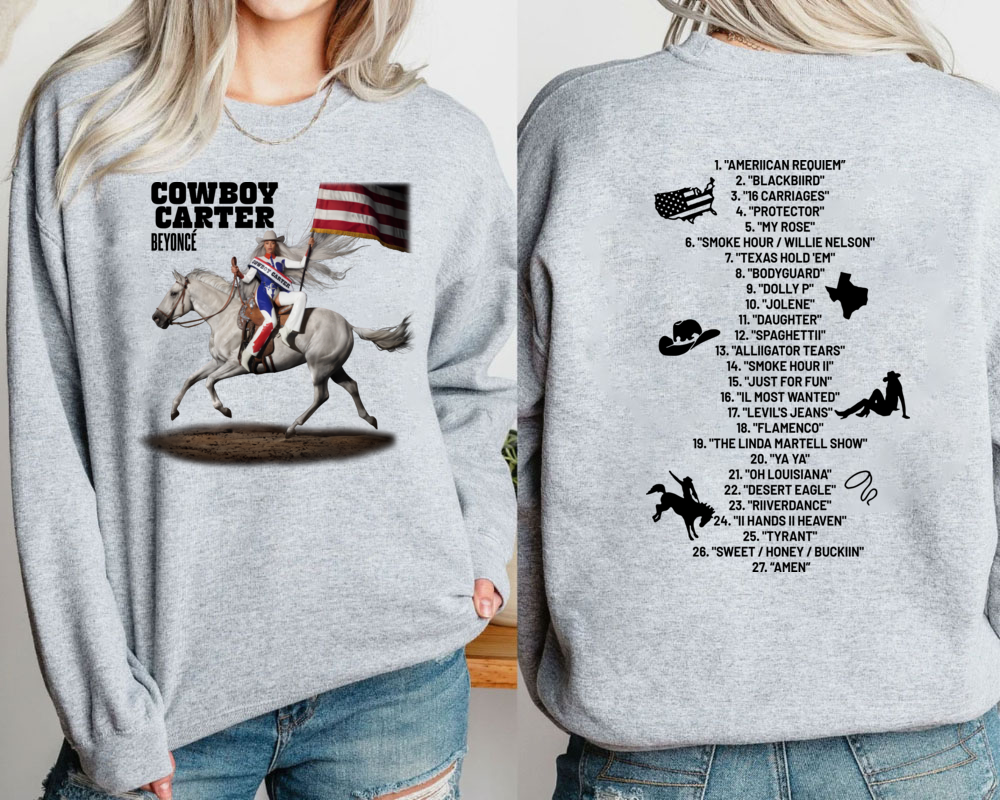 COWBOY
CARTER
BEYONCÉ
COWBOY CARTER
1. "AMERIICAN REQUIEM"
2. "BLACKBIIRD"
3. "16 CARRIAGES"
4. "PROTECTOR"
5. "MY ROSE"
6. "SMOKE HOUR / WILLIE NELSON"
7. "TEXAS HOLD 'EM"
8. "BODYGUARD"
9. "DOLLY P"
10. "JOLENE"
11. "DAUGHTER"
12. "SPAGHETTII"
13. "ALLIIGATOR TEARS"
14. "SMOKE HOUR II"
15. "JUST FOR FUN"
16. "IL MOST WANTED"
17. "LEVIL'S JEANS"
18. "FLAMENCO"
19. "THE LINDA MARTELL SHOW"
20. "YA YA"
21. "OH LOUISIANA"
22. "DESERT EAGLE"
23. "RIIVERDANCE"
24. "II HANDS II HEAVEN"
25. "TYRANT"
26. "SWEET / HONEY / BUCKIIN"
27. "AMEN"